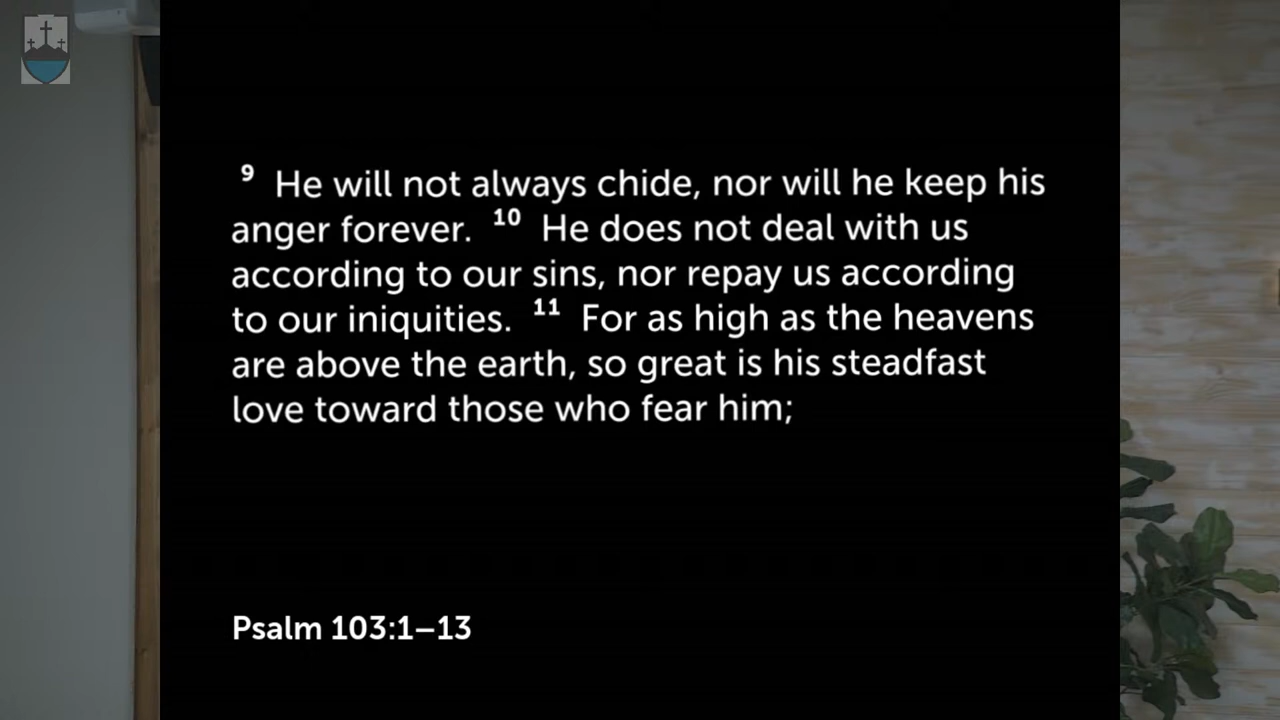 9 He will not always chide, nor will he keep his
anger forever. 10 He does not deal with us
according to our sins, nor repay us according
to our iniquities. 11 For as high as the heavens
are above the earth, so great is his steadfast
love toward those who fear him;
Psalm 103:1–13